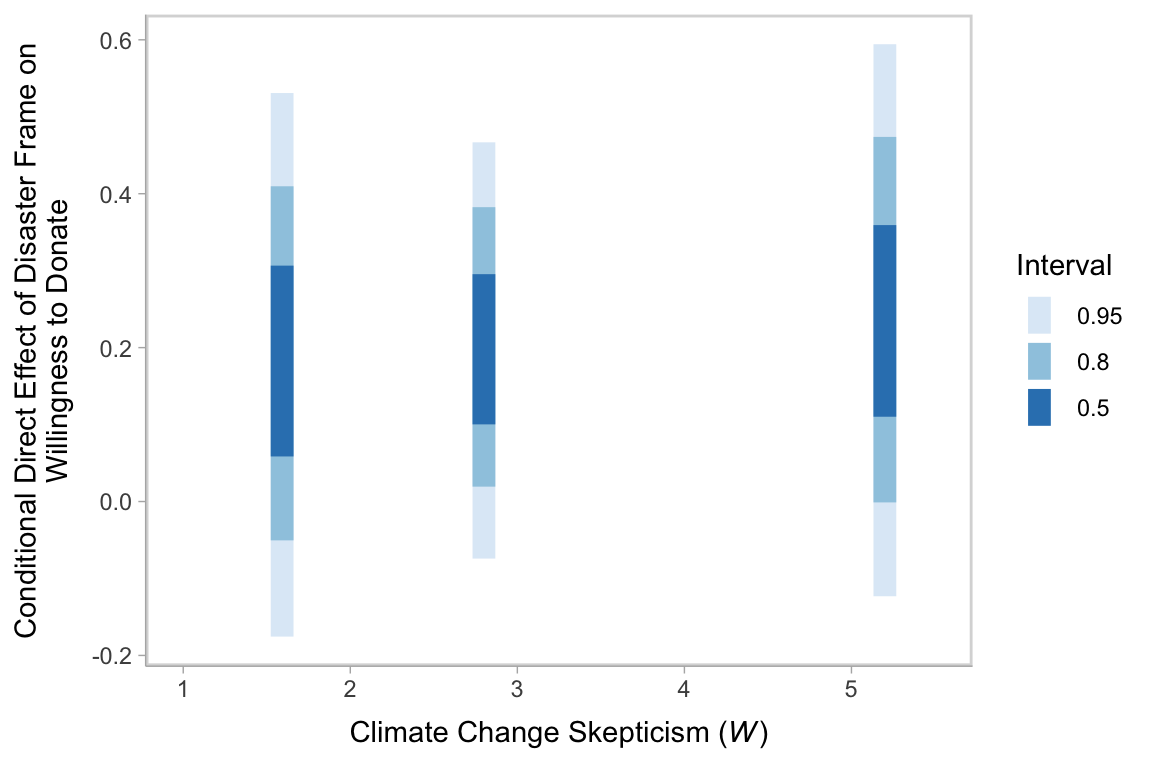 Conditional Direct Effect of Disaster Frame on
Willingness to Donate
0.6
0.4
0.2
0.0
-0.2
1 2 3 4 5
Climate Change Skepticism (W)
Interval
0.95
0.8
0.5